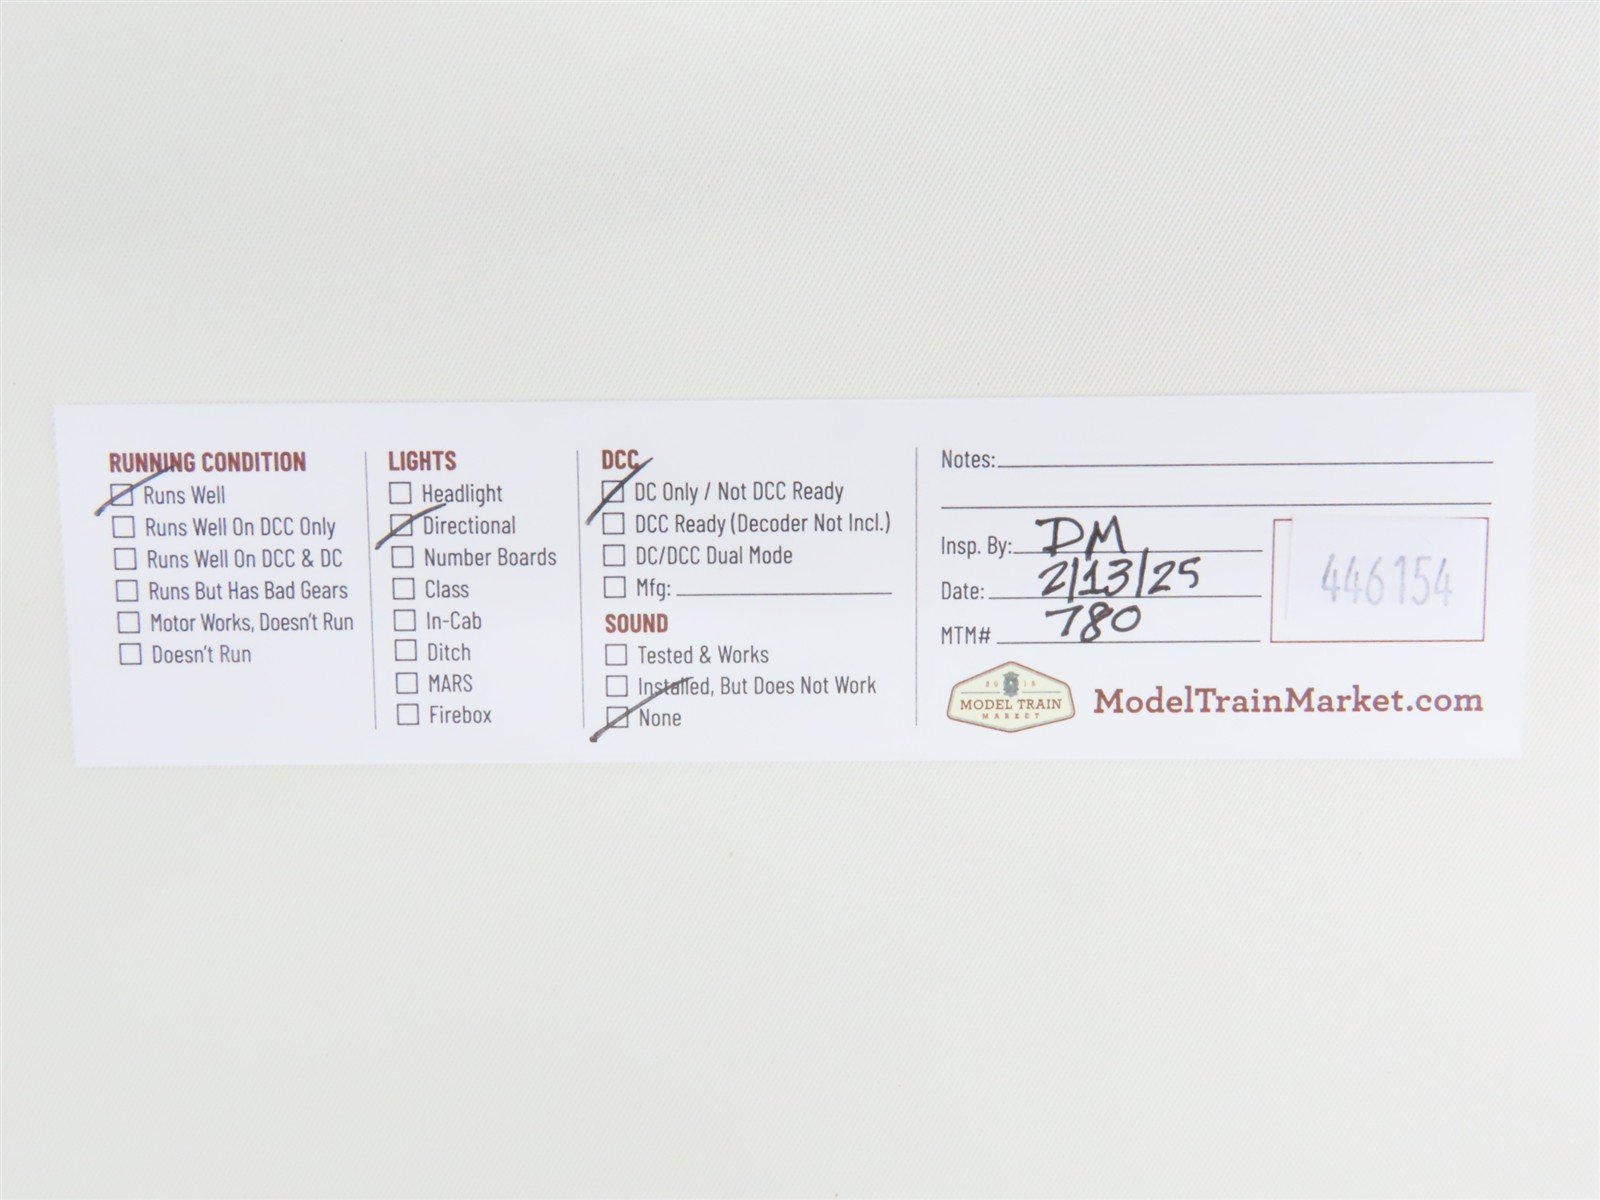 RUNNING CONDITION
Runs Well
Runs Well On DCC Only
Runs Well On DCC & DC
Runs But Has Bad Gears
Motor Works, Doesn't Run
Doesn't Run
LIGHTS
Headlight
Directional
Number Boards
Class
In-Cab
Ditch
MARS
Firebox
DCC
DC Only / Not DCC Ready
DCC Ready (Decoder Not Incl.)
DC/DCC Dual Mode
Mfg:
SOUND
Tested & Works
Installed, But Does Not Work
None
Notes:
Insp. By: DM
Date: 2/13/25
MTM# 780
446154
2018
MODEL TRAIN
MARKET
ModelTrainMarket.com